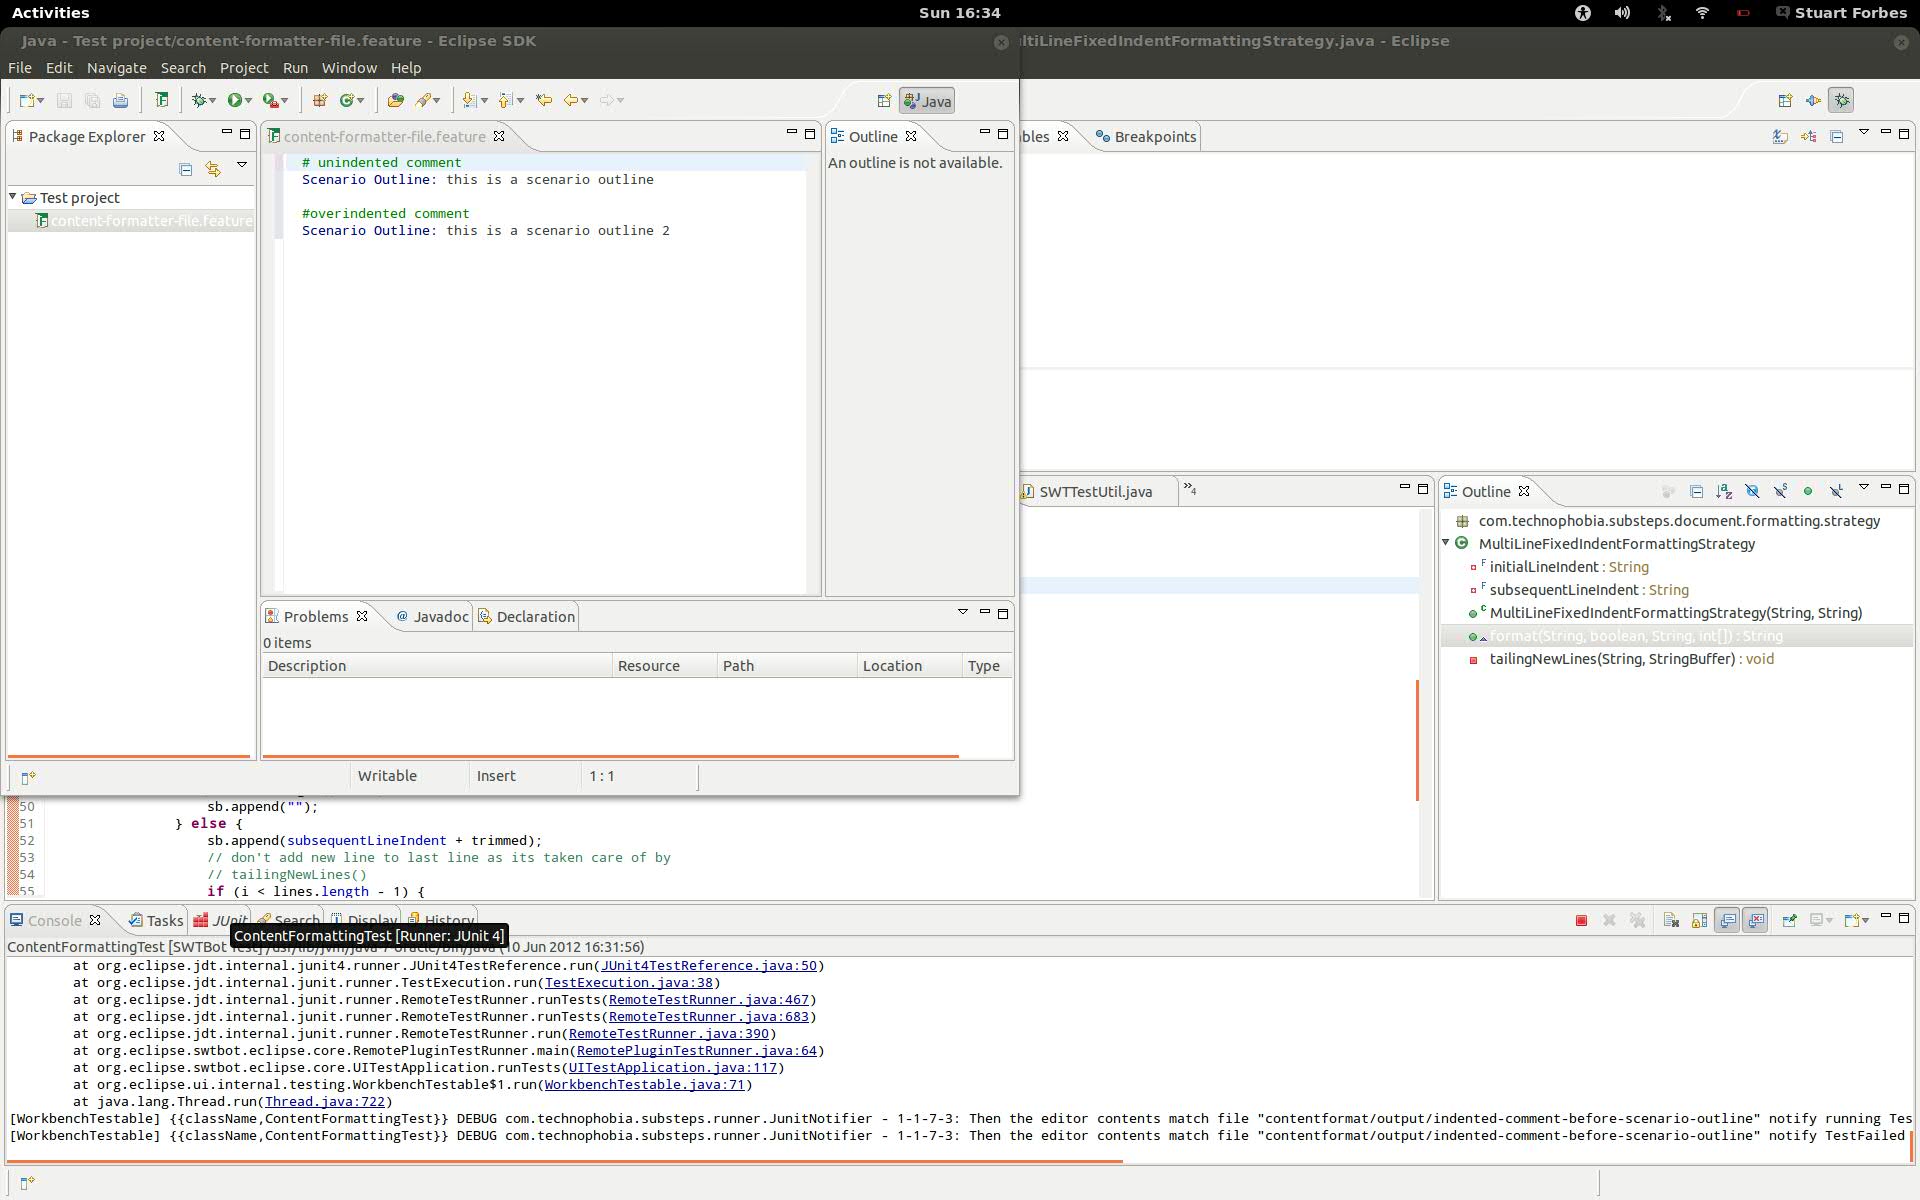 Activities
Sun 16:34
Stuart Forbes
Java - Test project/content-formatter-file.feature - Eclipse SDK
ltiLineFixedIndentFormattingStrategy.java - Eclipse
File Edit Navigate Search Project Run Window Help
Java
Package Explorer
content-formatter-file.feature
Outline
bles
Breakpoints
# unindented comment
An outline is not available.
Scenario Outline: this is a scenario outline
Test project
#overindented comment
content-formatter-file.feature
Scenario Outline: this is a scenario outline 2
SWTTestUtil.java
»4
Outline
com.technophobia.substeps.document.formatting.strategy
MultiLineFixedIndentFormattingStrategy
initialLineIndent : String
subsequentLineIndent : String
MultiLineFixedIndentFormattingStrategy(String, String)
format(String, boolean, String, int[]) : String
tailingNewLines(String, StringBuffer) : void
Problems
@ Javadoc
Declaration
0 items
Description Resource Path Location Type
Writable Insert 1 : 1
50 sb.append("");
51 } else {
52 sb.append(subsequentLineIndent + trimmed);
53 // don't add new line to last line as its taken care of by
54 // tailingNewLines()
55 if (i < lines.length - 1) {
Console Tasks JUnit Search Display History
ContentFormattingTest [Runner: JUnit 4]
ContentFormattingTest [SWTBot (10 Jun 2012 16:31:56)
at org.eclipse.jdt.internal.junit4.runner.JUnit4TestReference.run(JUnit4TestReference.java:50)
at org.eclipse.jdt.internal.junit.runner.TestExecution.run(TestExecution.java:38)
at org.eclipse.jdt.internal.junit.runner.RemoteTestRunner.runTests(RemoteTestRunner.java:467)
at org.eclipse.jdt.internal.junit.runner.RemoteTestRunner.runTests(RemoteTestRunner.java:683)
at org.eclipse.jdt.internal.junit.runner.RemoteTestRunner.run(RemoteTestRunner.java:390)
at org.eclipse.swtbot.eclipse.core.RemotePluginTestRunner.main(RemotePluginTestRunner.java:64)
at org.eclipse.swtbot.eclipse.core.UITestApplication.runTests(UITestApplication.java:117)
at org.eclipse.ui.internal.testing.WorkbenchTestable$1.run(WorkbenchTestable.java:71)
at java.lang.Thread.run(Thread.java:722)
[WorkbenchTestable] {{className,ContentFormattingTest}} DEBUG com.technophobia.substeps.runner.JunitNotifier - 1-1-7-3: Then the editor contents match file "contentformat/output/indented-comment-before-scenario-outline" notify running Tes
[WorkbenchTestable] {{className,ContentFormattingTest}} DEBUG com.technophobia.substeps.runner.JunitNotifier - 1-1-7-3: Then the editor contents match file "contentformat/output/indented-comment-before-scenario-outline" notify TestFailed